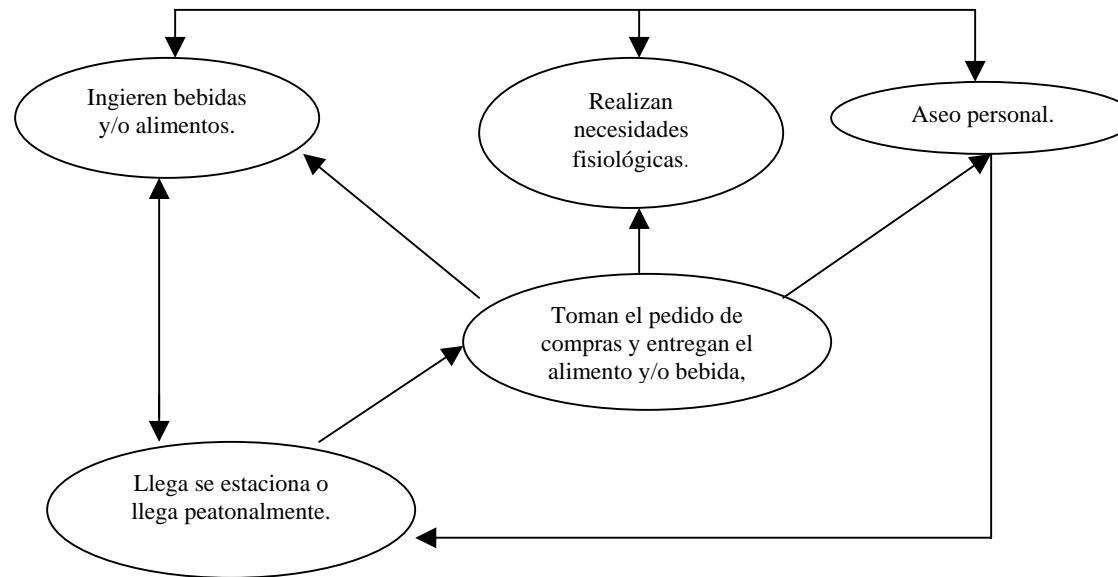 Ingieren bebidas
y/o alimentos.
Realizan
necesidades
fisiológicas.
Aseo personal.
Toman el pedido de
compras y entregan el
alimento y/o bebida,
Llega se estaciona o
llega peatonalmente.